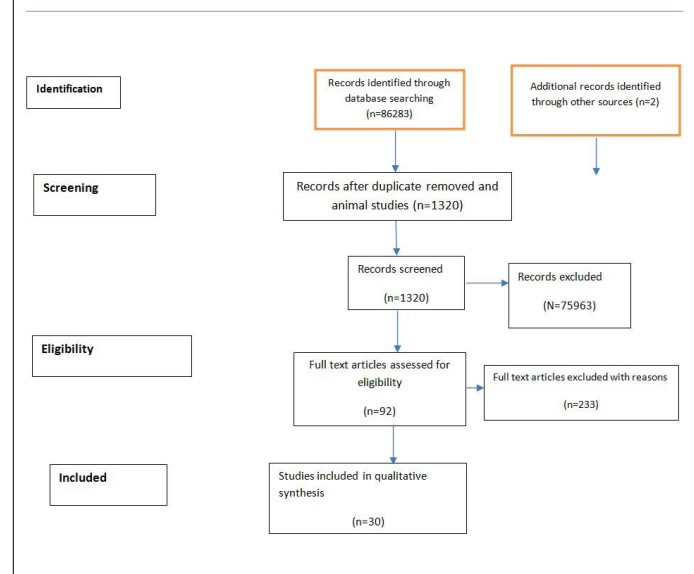 Identification
Records identified through
database searching
(n=86283)
Additional records identified
through other sources (n=2)
Screening
Records after duplicate removed and
animal studies (n=1320)
Records screened
(n=1320)
Records excluded
(N=75963)
Eligibility
Full text articles assessed for
eligibility
(n=92)
Full text articles excluded with reasons
(n=233)
Included
Studies included in qualitative
synthesis
(n=30)